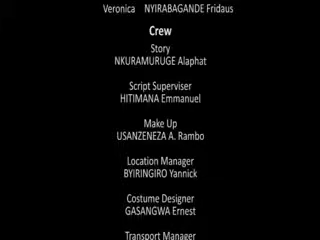 Veronica NYIRABAGANDE Fridaus
Crew
Story
NKURAMURUGE Alaphat
Script Superviser
HITIMANA Emmanuel
Make Up
USANZENEZA A. Rambo
Location Manager
BYIRINGIRO Yannick
Costume Designer
GASANGWA Ernest
Transport Manager